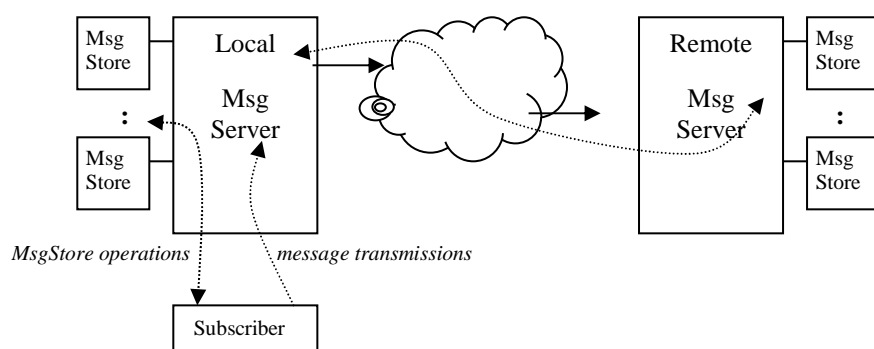 Msg
Store
Local
Remote
Msg
Store
Msg
Server
Msg
Server
:
:
Msg
Store
Msg
Store
MsgStore operations
message transmissions
Subscriber